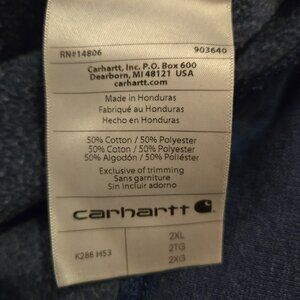 RN#14806 903640
Carhartt, Inc. P.O. Box 600
Dearborn, MI 48121 USA
carhartt.com
Made in Honduras
Fabriqué au Honduras
Hecho en Honduras
50% Cotton / 50% Polyester
50% Coton / 50% Polyester
50% Algodón / 50% Poliéster
Exclusive of trimming
Sans garniture
Sin incluir adorno
carhartt
2XL
K288 H53 2TG
2XG